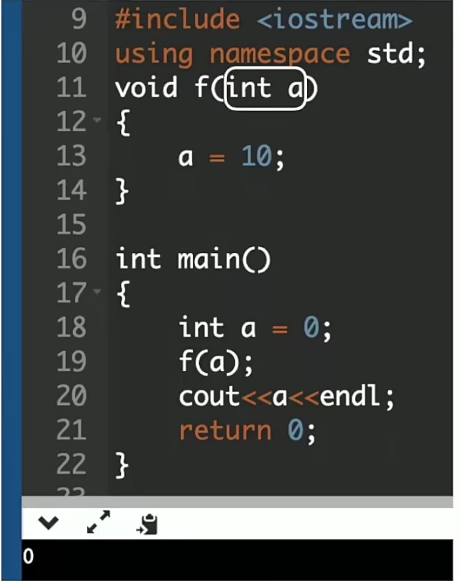 9 #include <iostream>
10 using namespace std;
11 void f(int a)
12 {
13 a = 10;
14 }
15
16 int main()
17 {
18 int a = 0;
19 f(a);
20 cout<<a<<endl;
21 return 0;
22 }
0